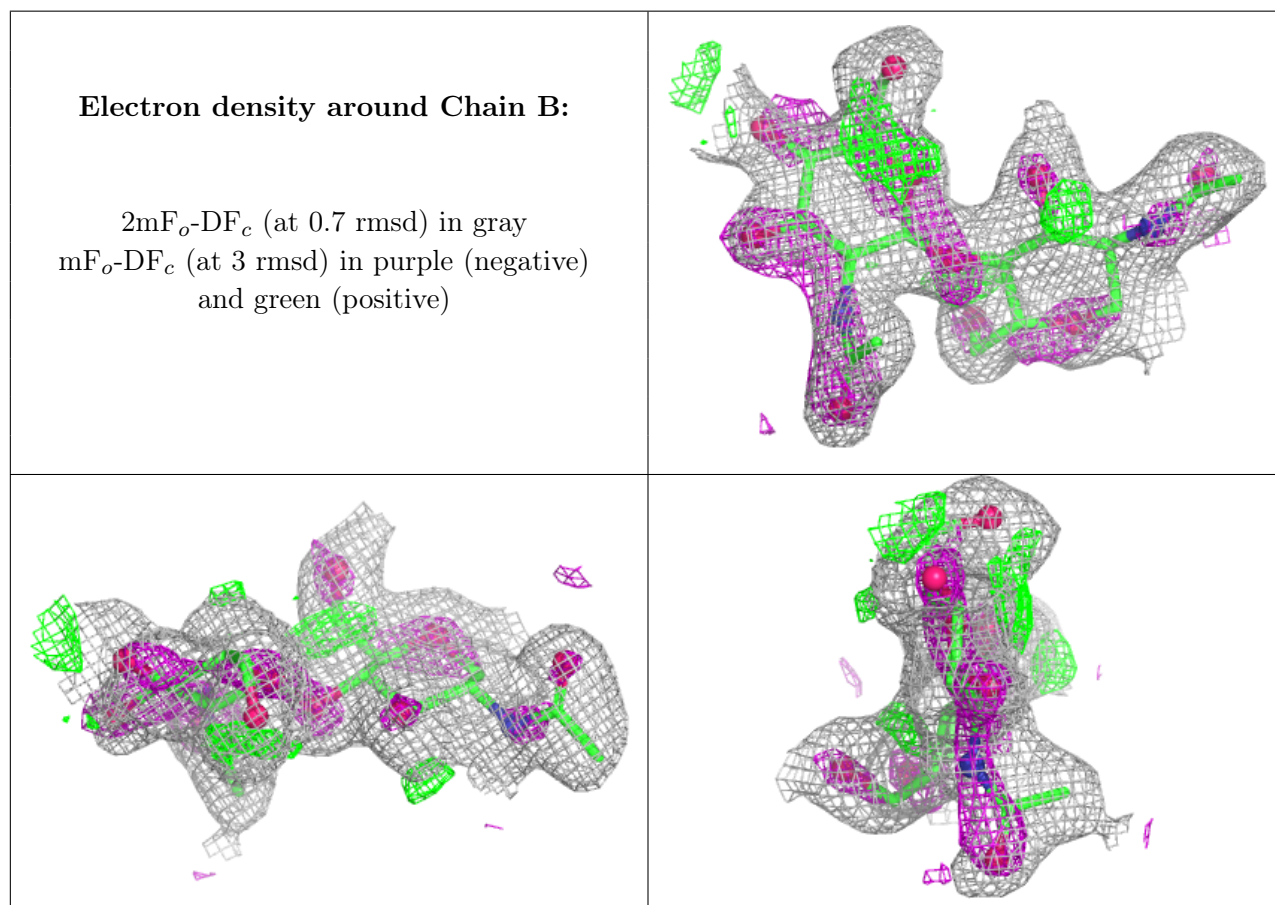 Electron density around Chain B:
2mFₒ-DF𝒸 (at 0.7 rmsd) in gray
mFₒ-DF𝒸 (at 3 rmsd) in purple (negative)
and green (positive)